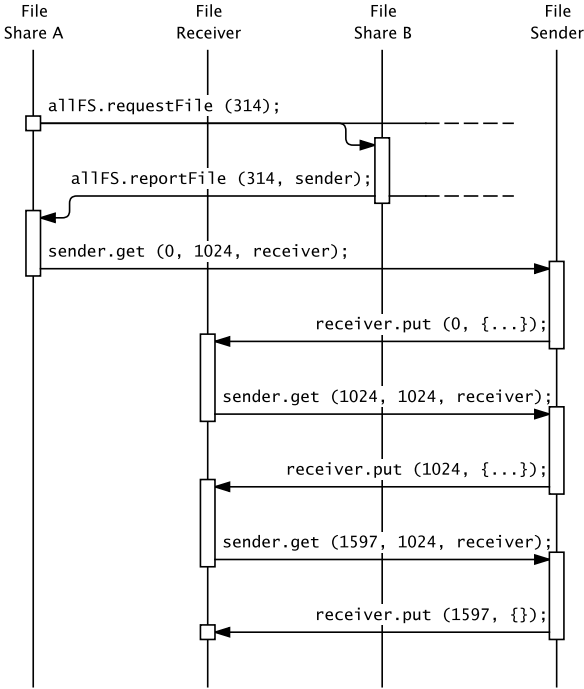 File
Share A
File
Receiver
File
Share B
File
Sender
allFS.requestFile (314);
allFS.reportFile (314, sender);
sender.get (0, 1024, receiver);
receiver.put (0, {...});
sender.get (1024, 1024, receiver);
receiver.put (1024, {...});
sender.get (1597, 1024, receiver);
receiver.put (1597, {});